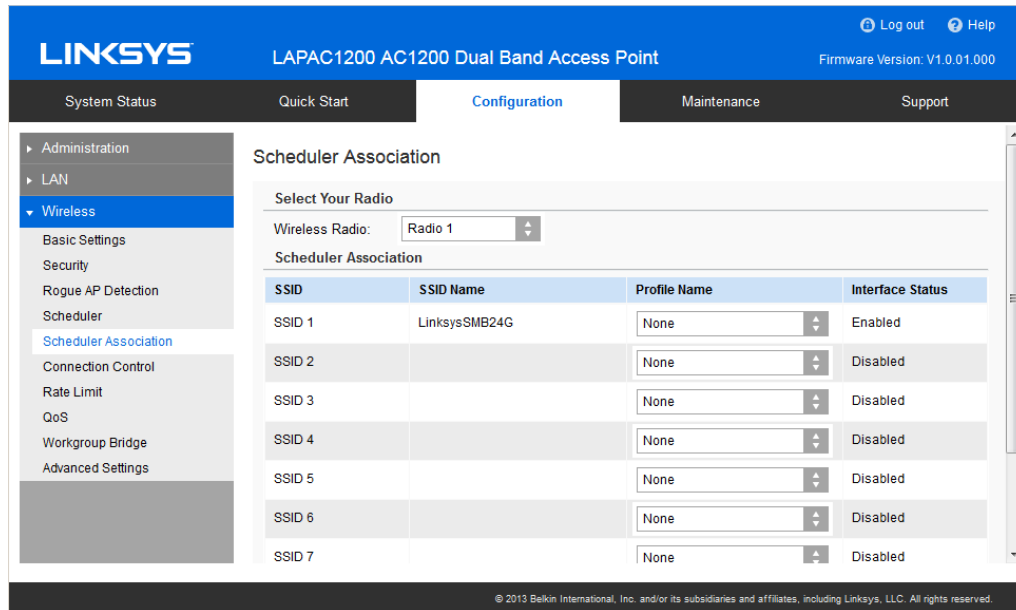 Log out Help
LINKSYS LAPAC1200 AC1200 Dual Band Access Point Firmware Version: V1.0.01.000
System Status Quick Start Configuration Maintenance Support
Administration
LAN
Wireless
Basic Settings
Security
Rogue AP Detection
Scheduler
Scheduler Association
Connection Control
Rate Limit
QoS
Workgroup Bridge
Advanced Settings
Scheduler Association
Select Your Radio
Wireless Radio: Radio 1
Scheduler Association
SSID SSID Name Profile Name Interface Status
SSID 1 LinksysSMB24G None Enabled
SSID 2 None Disabled
SSID 3 None Disabled
SSID 4 None Disabled
SSID 5 None Disabled
SSID 6 None Disabled
SSID 7 None Disabled
© 2013 Belkin International, Inc. and/or its subsidiaries and affiliates, including Linksys, LLC. All rights reserved.